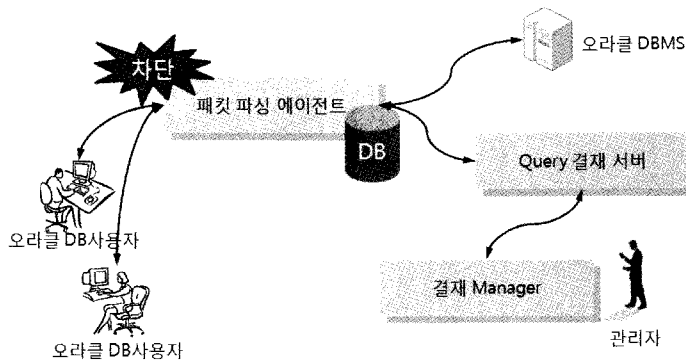 차단
오라클 DBMS
패킷 파싱 에이전트
DB
Query 결재 서버
오라클 DB사용자
결재 Manager
오라클 DB사용자
관리자